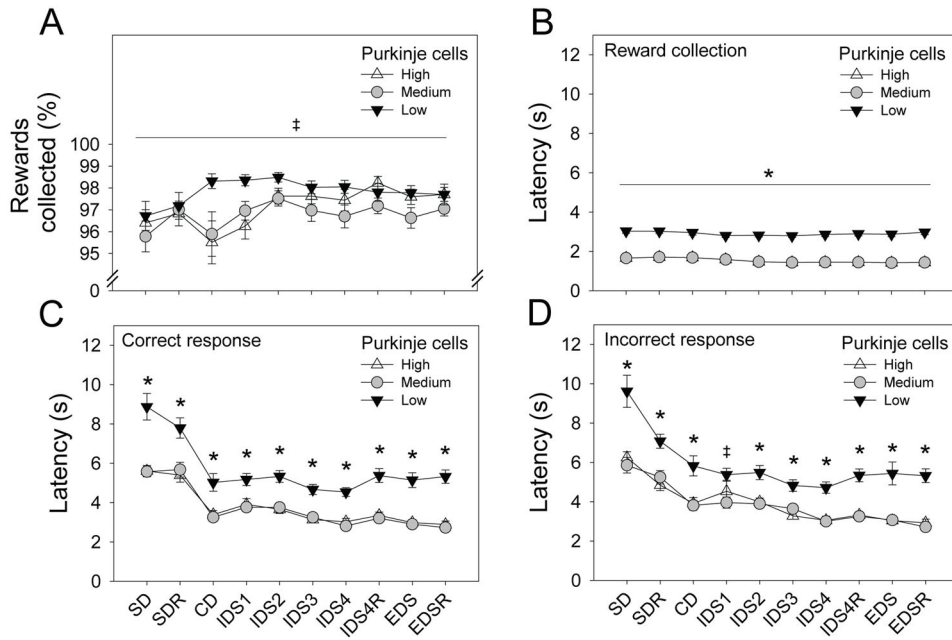 A
Rewards
collected (%)
100
99
98
97
96
95
0
Purkinje cells
High
Medium
Low
‡
B
Latency (s)
12
10
8
6
4
2
0
Reward collection
Purkinje cells
High
Medium
Low
*
C
Latency (s)
12
10
8
6
4
2
0
Correct response
Purkinje cells
High
Medium
Low
* * * * * * * * * *
SD SDR CD IDS1 IDS2 IDS3 IDS4 IDS4R EDS EDSR
D
Latency (s)
12
10
8
6
4
2
0
Incorrect response
Purkinje cells
High
Medium
Low
* * * ‡ * * * * * *
SD SDR CD IDS1 IDS2 IDS3 IDS4 IDS4R EDS EDSR